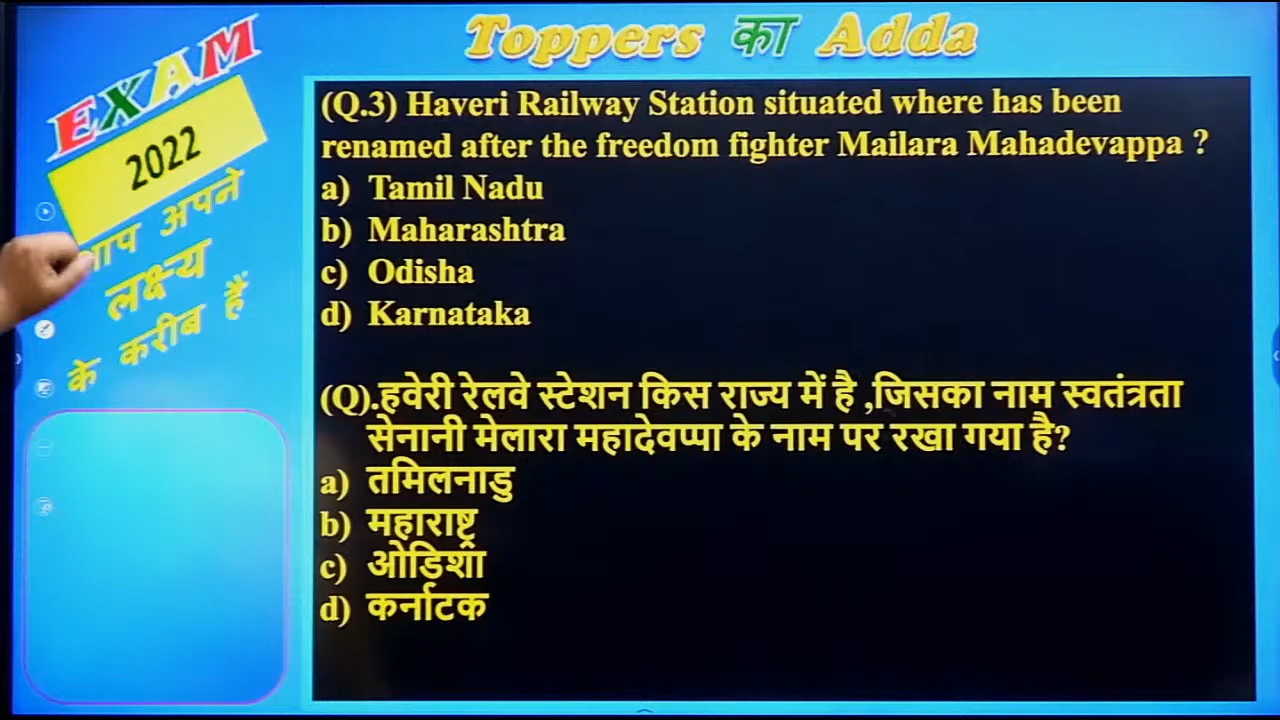 Toppers का Adda
EXAM
2022
आप अपने
लक्ष्य
के करीब हैं
(Q.3) Haveri Railway Station situated where has been
renamed after the freedom fighter Mailara Mahadevappa ?
a) Tamil Nadu
b) Maharashtra
c) Odisha
d) Karnataka
(Q).हवेरी रेलवे स्टेशन किस राज्य में है ,जिसका नाम स्वतंत्रता
सेनानी मेलारा महादेवप्पा के नाम पर रखा गया है?
a) तमिलनाडु
b) महाराष्ट्र
c) ओड़िशा
d) कर्नाटक